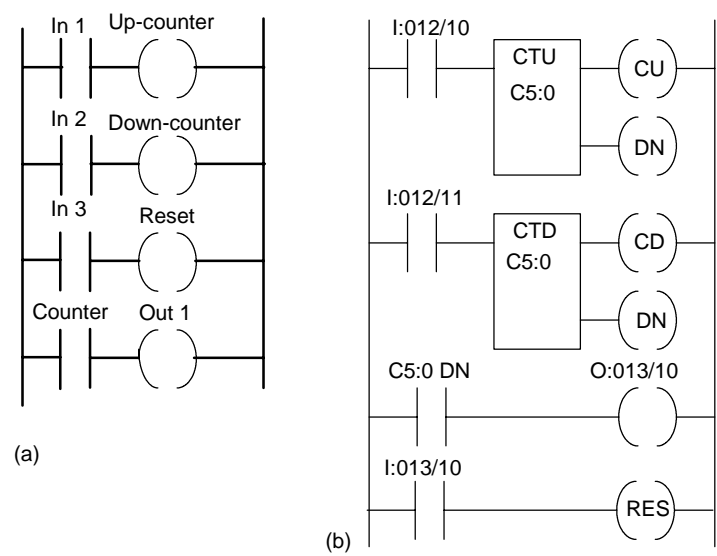 In 1
Up-counter
In 2
Down-counter
In 3
Reset
Counter
Out 1
(a)
I:012/10
CTU
C5:0
CU
DN
I:012/11
CTD
C5:0
CD
DN
C5:0 DN
O:013/10
I:013/10
RES
(b)